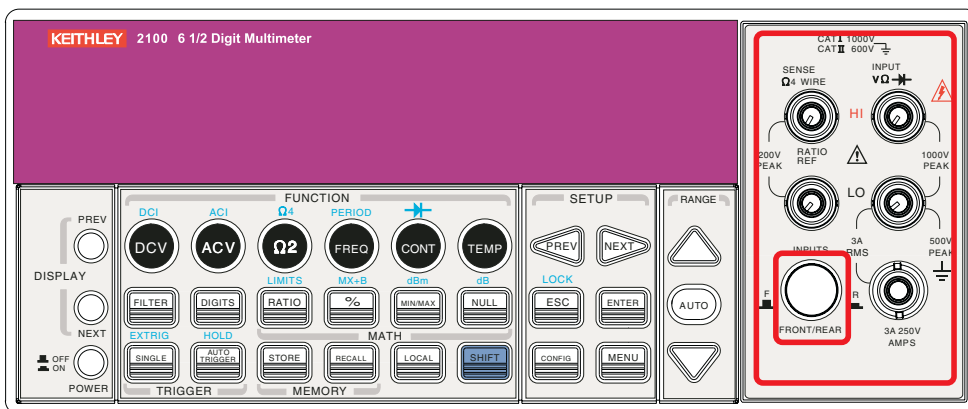 KEITHLEY 2100 6 1/2 Digit Multimeter
CAT I 1000V
CAT II 600V
SENSE
Ω4 WIRE
INPUT
VΩ
HI
RATIO
REF
200V
PEAK
1000V
PEAK
LO
3A
RMS
500V
PEAK
INPUTS
F
R
FRONT/REAR
3A 250V
AMPS
PREV
DISPLAY
NEXT
OFF
ON
POWER
FUNCTION
DCI ACI Ω4 PERIOD
DCV ACV Ω2 FREQ CONT TEMP
LIMITS MX+B dBm dB
FILTER DIGITS RATIO % MIN/MAX NULL
EXTRIG HOLD MATH
SINGLE AUTO TRIGGER STORE RECALL LOCAL SHIFT
TRIGGER MEMORY
SETUP
PREV NEXT
LOCK
ESC ENTER
CONFIG MENU
RANGE
AUTO